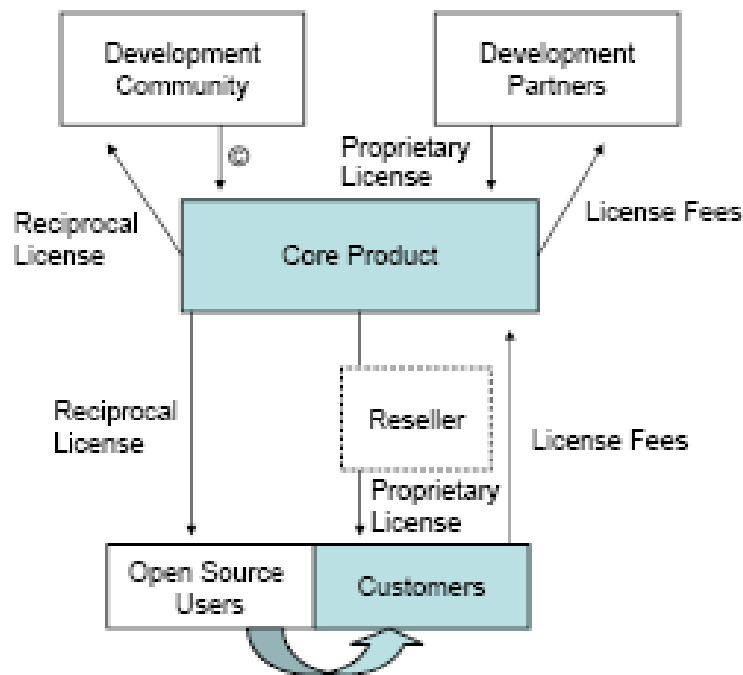 Development
Community
Development
Partners
©
Proprietary
License
Reciprocal
License
License Fees
Core Product
Reciprocal
License
Reseller
License Fees
Proprietary
License
Open Source
Users
Customers